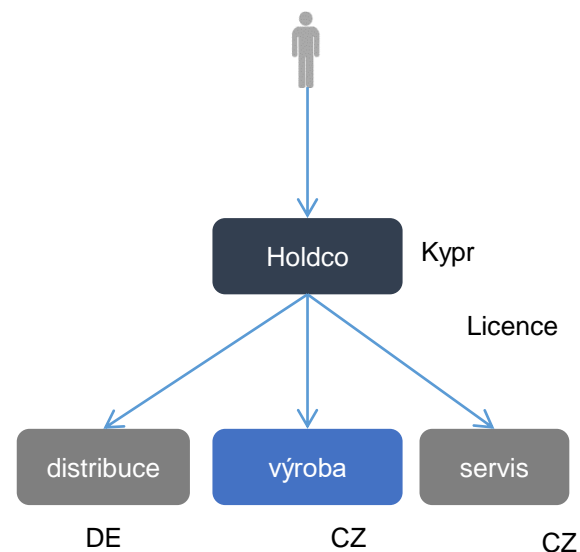 Holdco
Kypr
Licence
distribuce
výroba
servis
DE
CZ
CZ